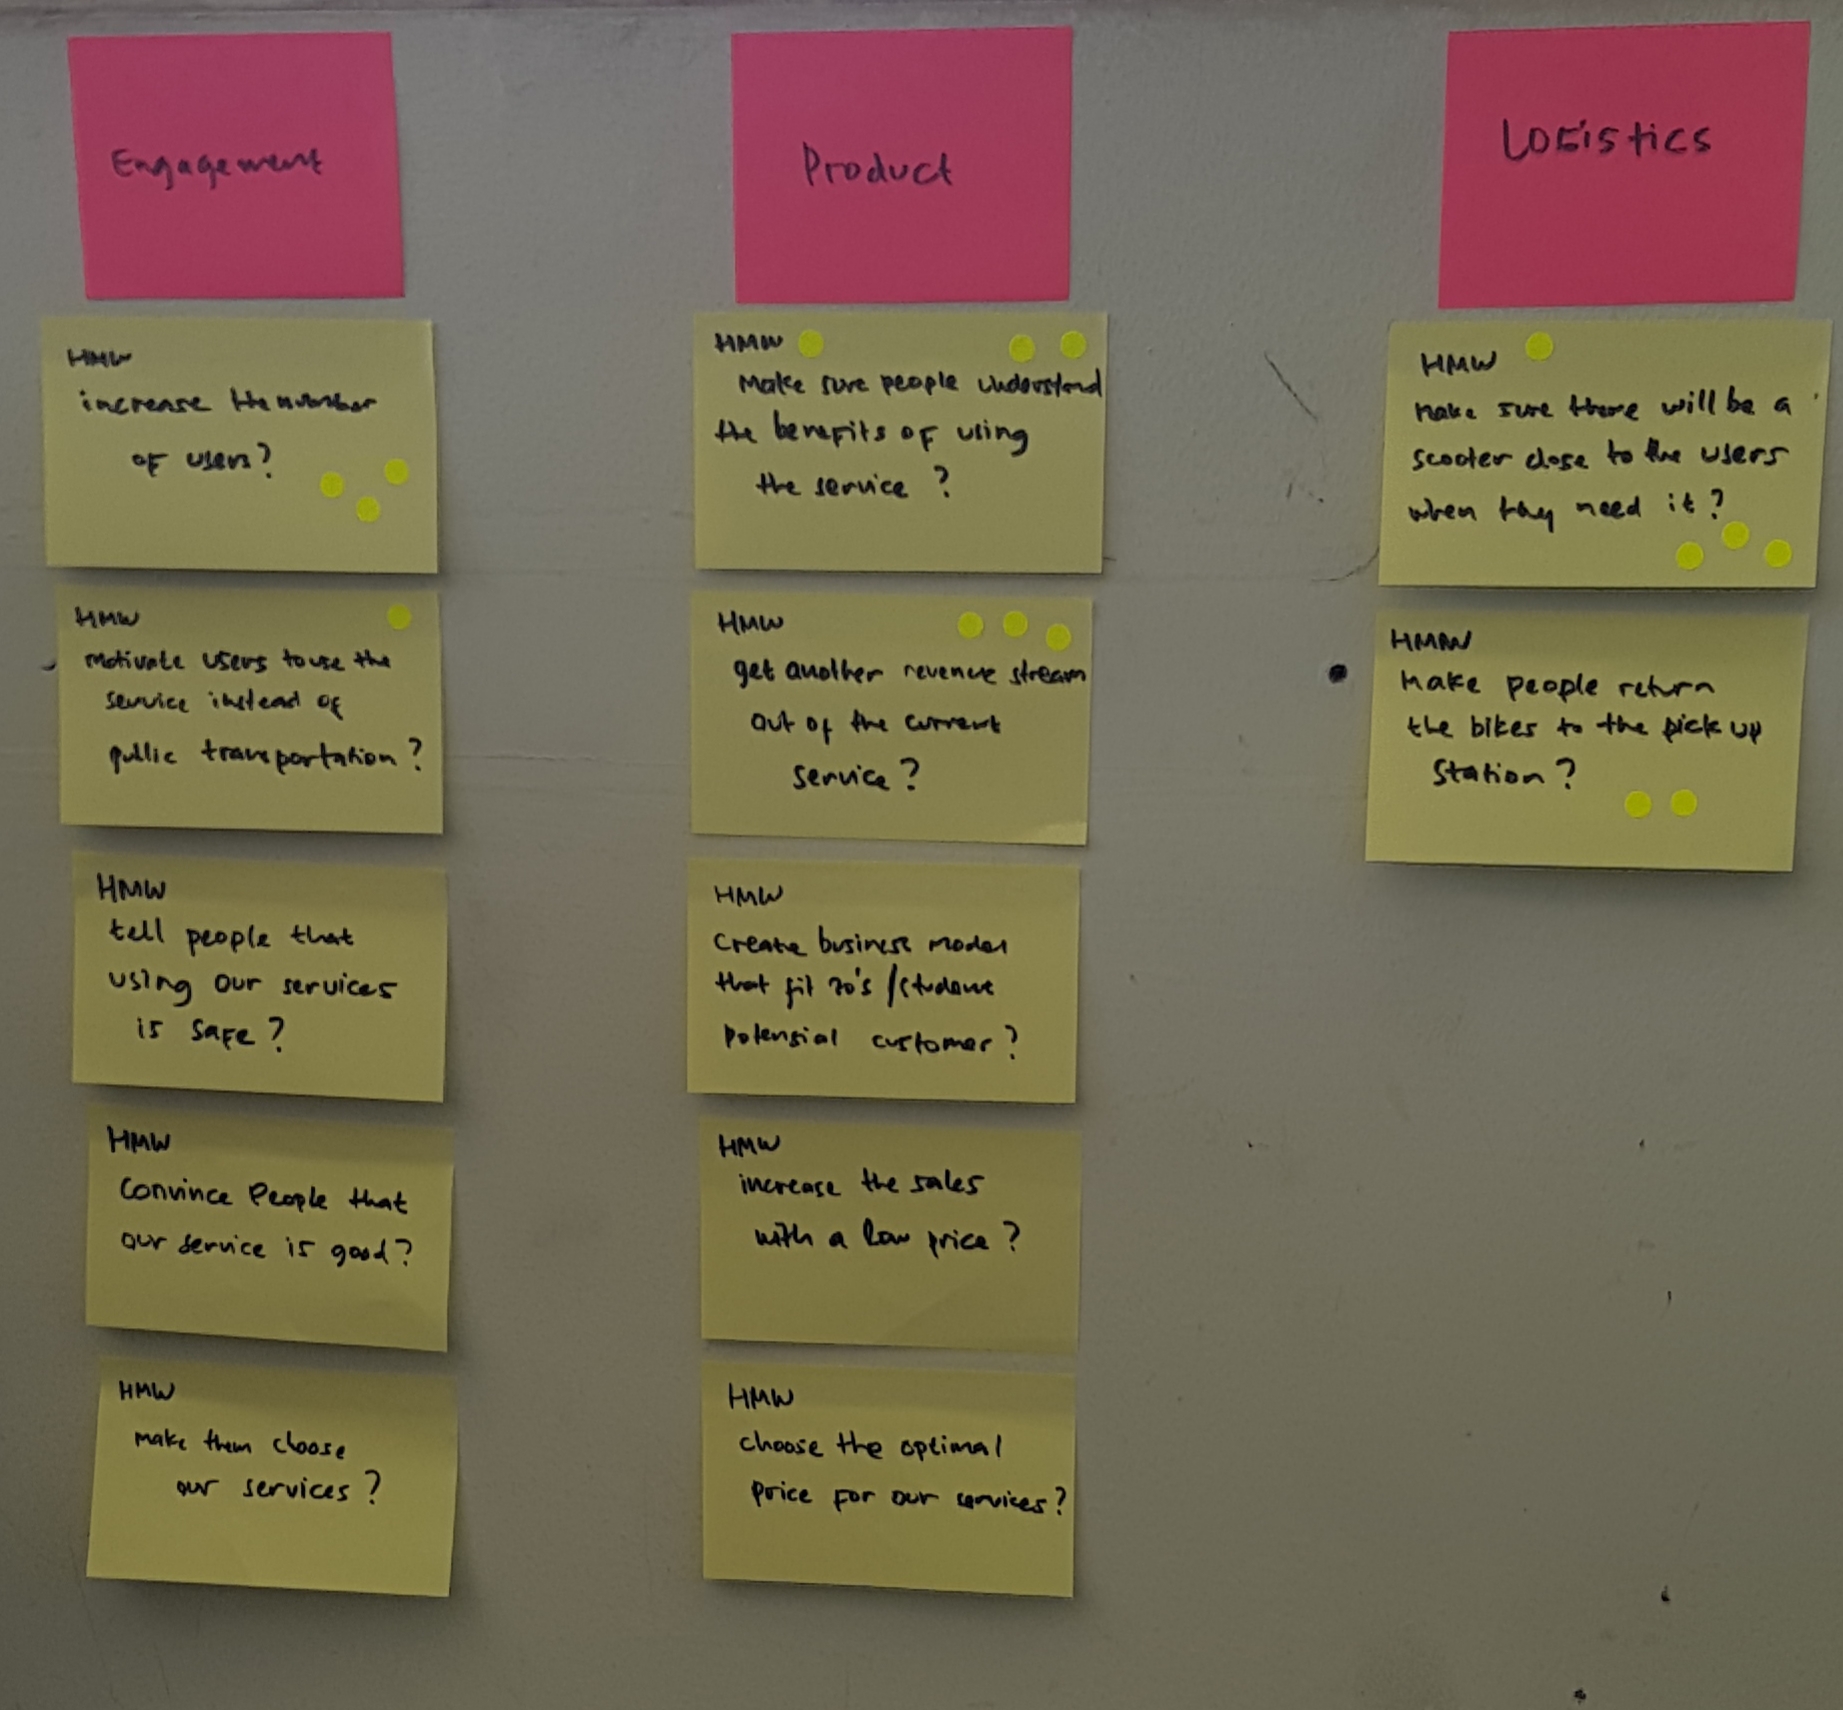 Engagement
HMW
increase the number
of users?
HMW
motivate users to use the
service instead of
public transportation?
HMW
tell people that
using our services
is safe?
HMW
Convince People that
our service is good?
HMW
make them choose
our services?
Product
HMW
Make sure people understand
the benefits of using
the service?
HMW
get another revenue stream
out of the current
service?
HMW
create business model
that fit 20's/student
potensial customer?
HMW
increase the sales
with a low price?
HMW
choose the optimal
price for our services?
LOGistics
HMW
make sure there will be a
scooter close to the users
when they need it?
HMW
Make people return
the bikes to the pick up
Station?